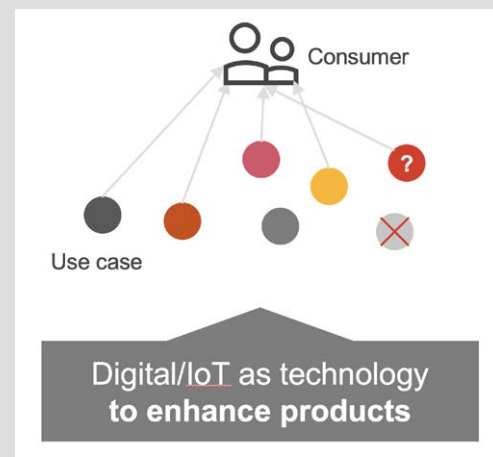 Consumer
?
Use case
Digital/IoT as technology
to enhance products